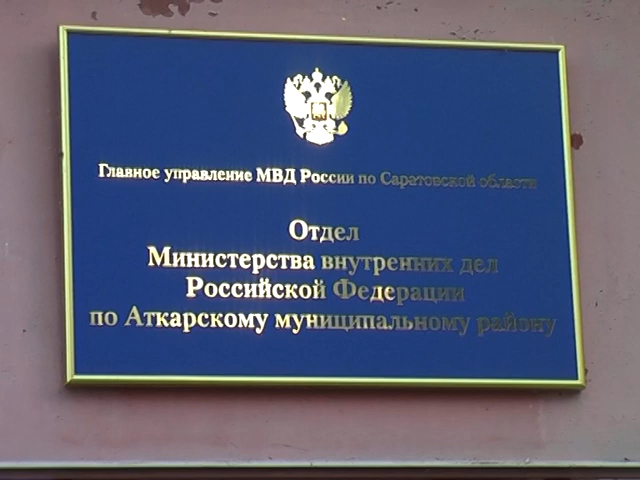 Главное управление МВД России по Саратовской области
Отдел
Министерства внутренних дел
Российской Федерации
по Аткарскому муниципальному району